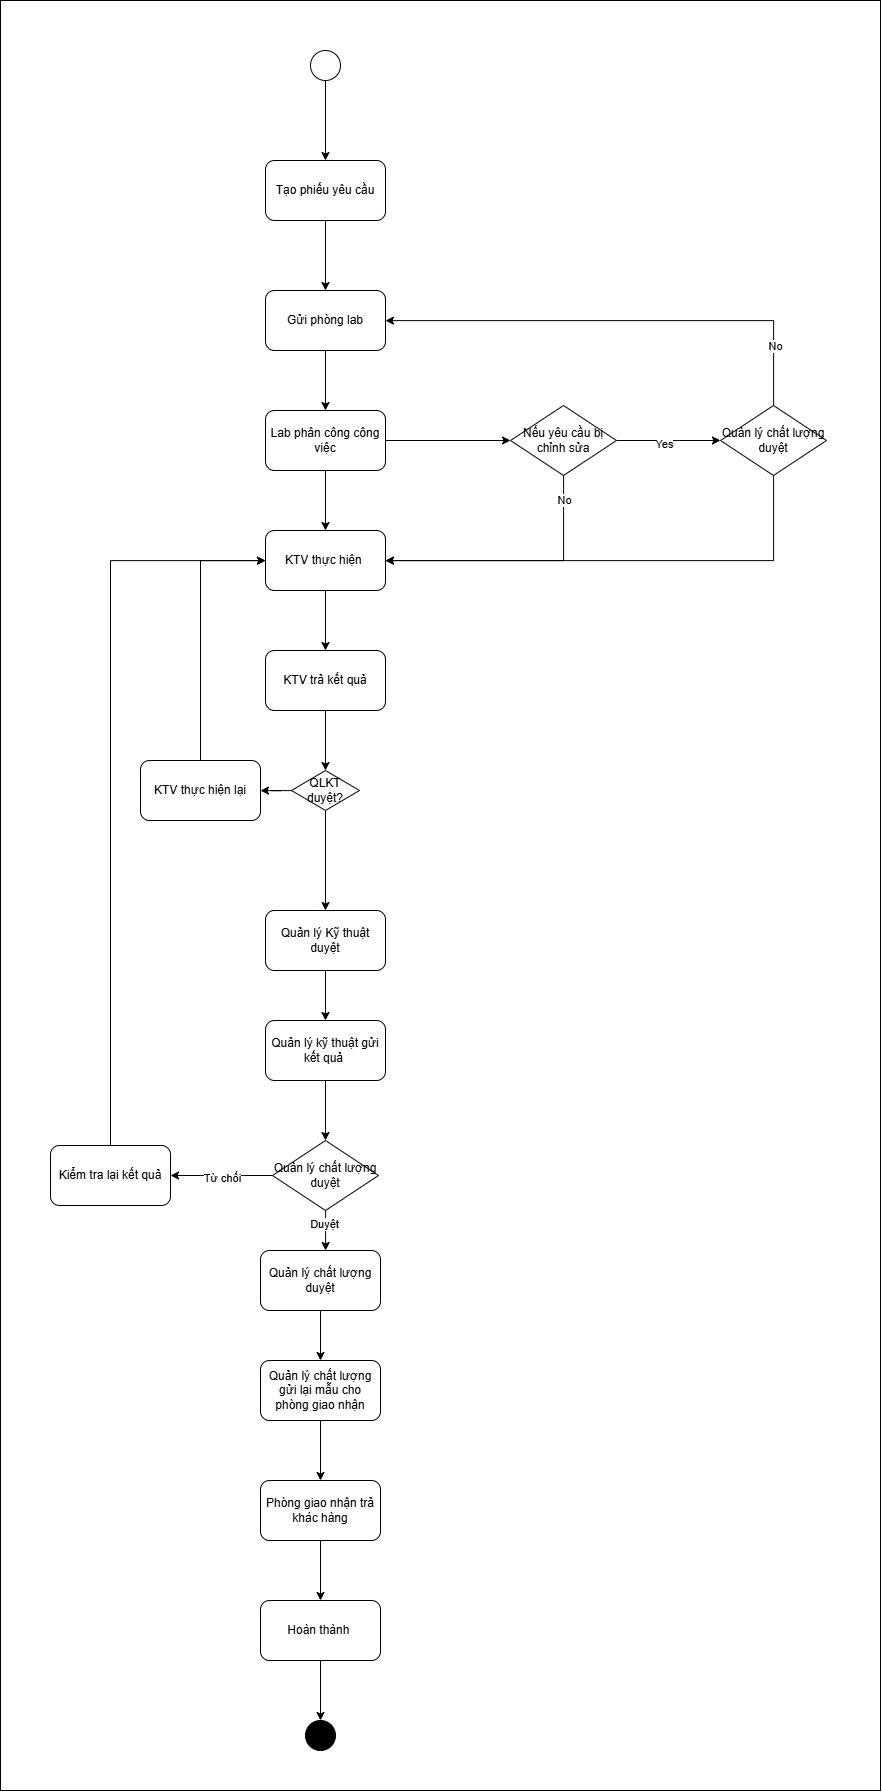 Tạo phiếu yêu cầu
Gửi phòng lab
No
Lab phân công công
việc
Nếu yêu cầu bị
chỉnh sửa
Yes
Quản lý chất lượng
duyệt
No
KTV thực hiện
KTV trả kết quả
KTV thực hiện lại
QLKT
duyệt?
Quản lý Kỹ thuật
duyệt
Quản lý kỹ thuật gửi
kết quả
Kiểm tra lại kết quả
Từ chối
Quản lý chất lượng
duyệt
Duyệt
Quản lý chất lượng
duyệt
Quản lý chất lượng
gửi lại mẫu cho
phòng giao nhận
Phòng giao nhận trả
khác hàng
Hoàn thành